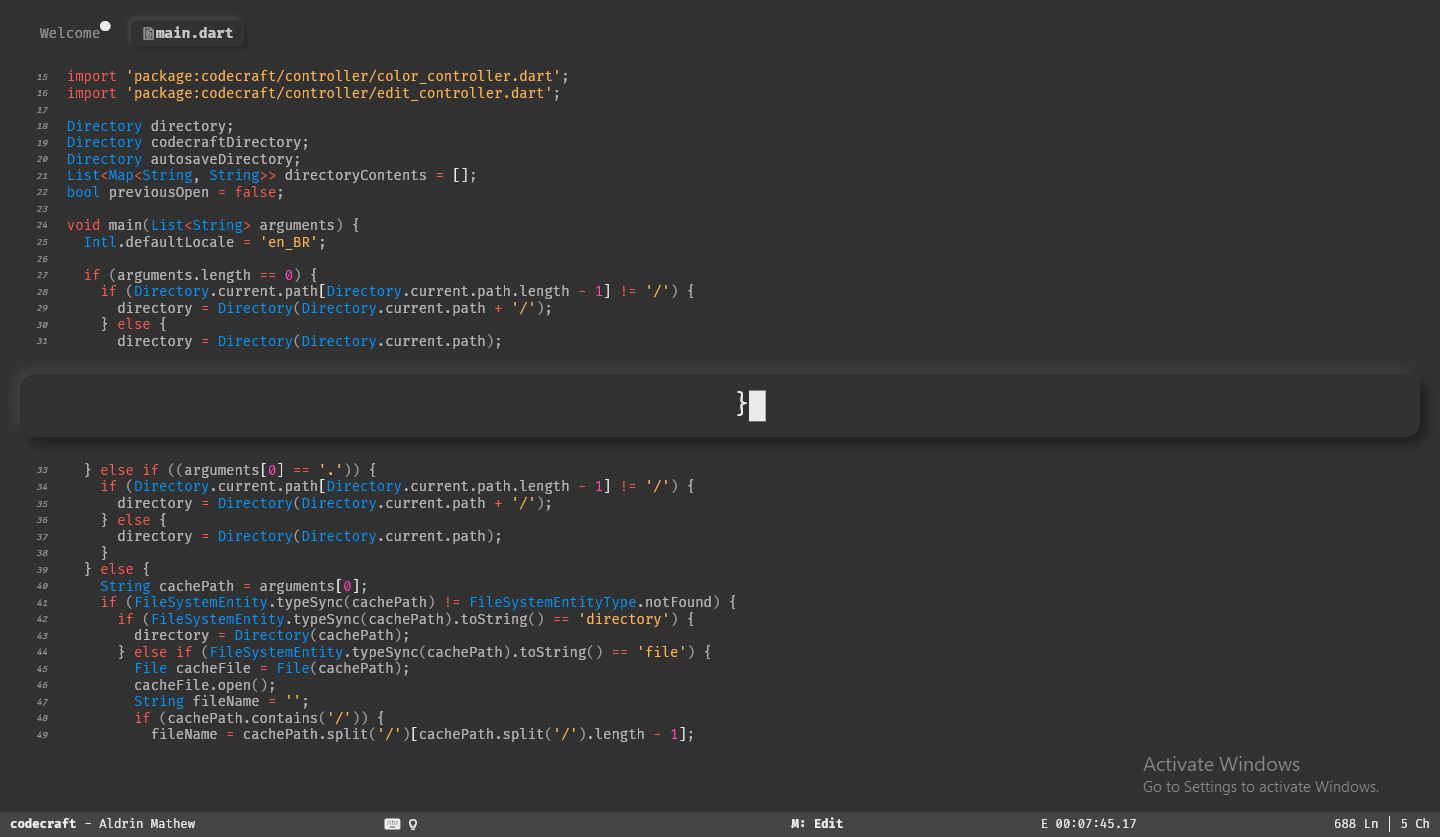 Welcome main.dart
15 import 'package:codecraft/controller/color_controller.dart';
16 import 'package:codecraft/controller/edit_controller.dart';
17
18 Directory directory;
19 Directory codecraftDirectory;
20 Directory autosaveDirectory;
21 List<Map<String, String>> directoryContents = [];
22 bool previousOpen = false;
23
24 void main(List<String> arguments) {
25   Intl.defaultLocale = 'en_BR';
26
27   if (arguments.length == 0) {
28     if (Directory.current.path[Directory.current.path.length - 1] != '/') {
29       directory = Directory(Directory.current.path + '/');
30     } else {
31       directory = Directory(Directory.current.path);
}
33   } else if ((arguments[0] == '.')) {
34     if (Directory.current.path[Directory.current.path.length - 1] != '/') {
35       directory = Directory(Directory.current.path + '/');
36     } else {
37       directory = Directory(Directory.current.path);
38     }
39   } else {
40     String cachePath = arguments[0];
41     if (FileSystemEntity.typeSync(cachePath) != FileSystemEntityType.notFound) {
42       if (FileSystemEntity.typeSync(cachePath).toString() == 'directory') {
43         directory = Directory(cachePath);
44       } else if (FileSystemEntity.typeSync(cachePath).toString() == 'file') {
45         File cacheFile = File(cachePath);
46         cacheFile.open();
47         String fileName = '';
48         if (cachePath.contains('/')) {
49           fileName = cachePath.split('/')[cachePath.split('/').length - 1];
Activate Windows
Go to Settings to activate Windows.
codecraft - Aldrin Mathew M: Edit E 00:07:45.17 688 Ln | 5 Ch